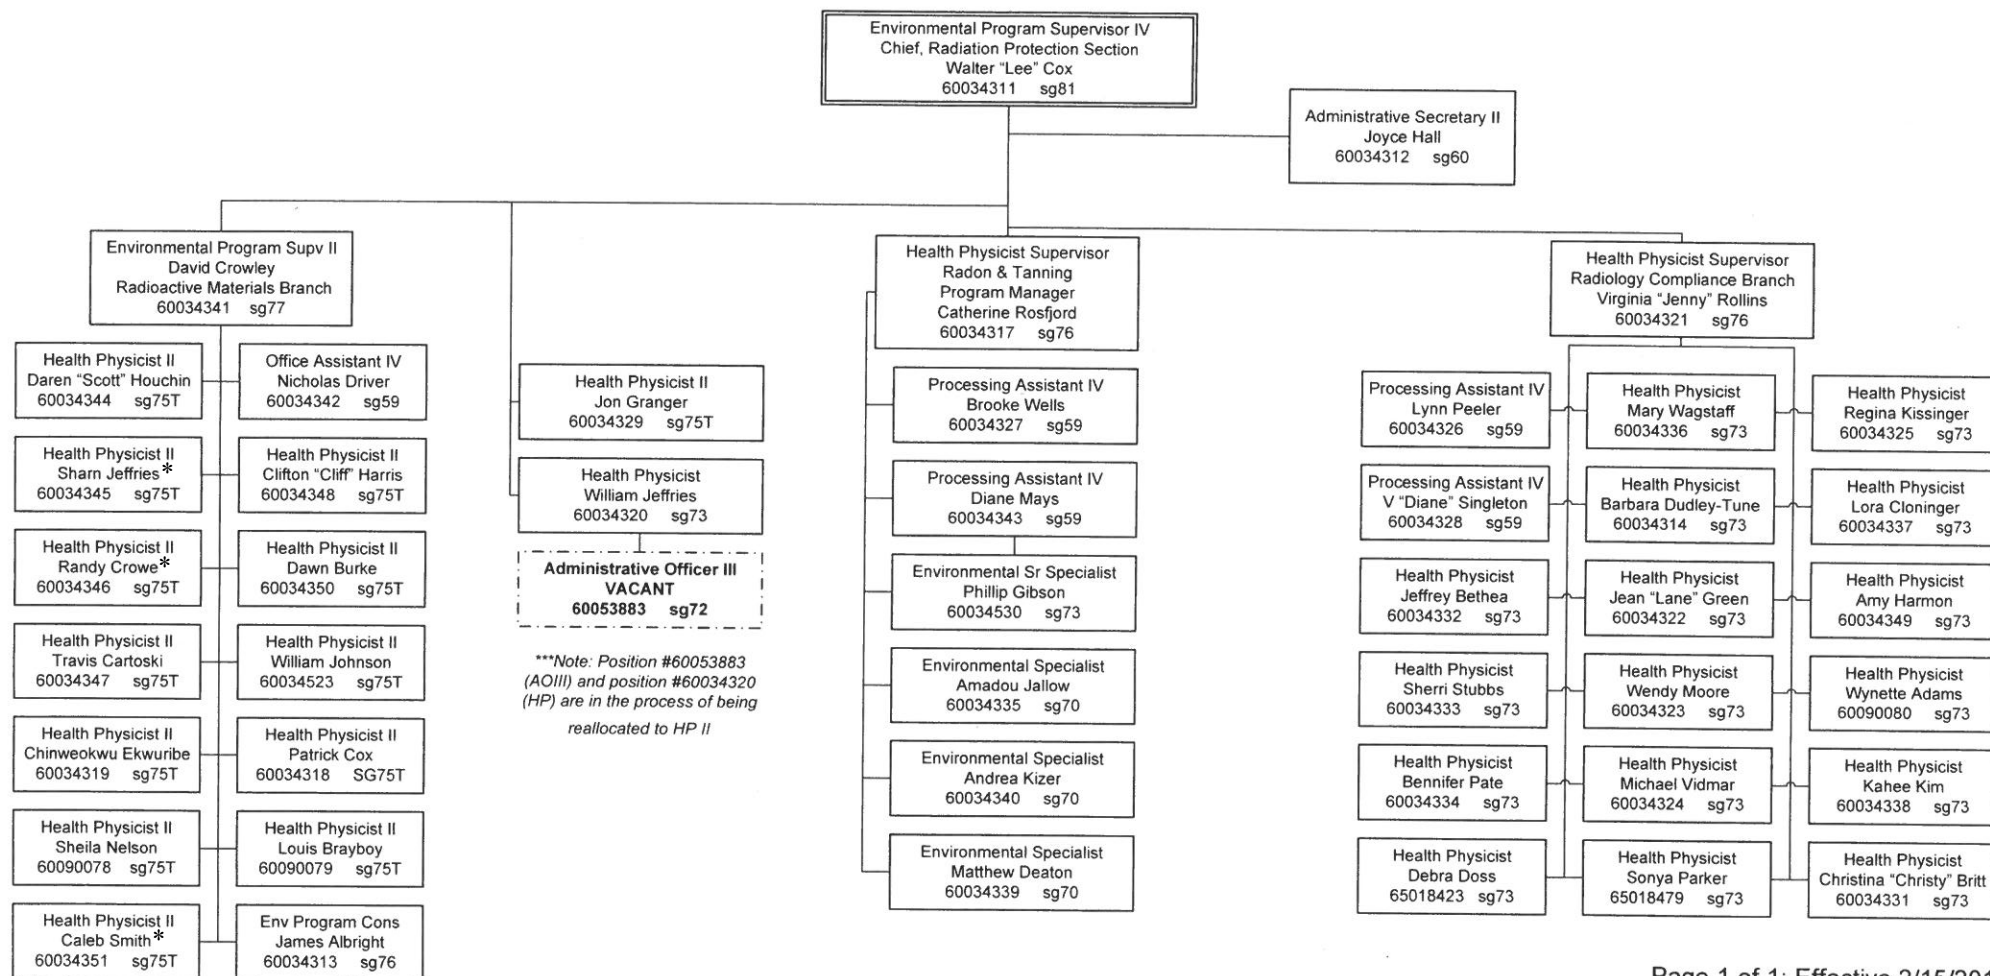 Environmental Program Supervisor IV
Chief, Radiation Protection Section
Walter “Lee” Cox
60034311 sg81
Administrative Secretary II
Joyce Hall
60034312 sg60
Environmental Program Supv II
David Crowley
Radioactive Materials Branch
60034341 sg77
Health Physicist II
Daren “Scott” Houchin
60034344 sg75T
Office Assistant IV
Nicholas Driver
60034342 sg59
Health Physicist II
Sharn Jeffries*
60034345 sg75T
Health Physicist II
Clifton “Cliff” Harris
60034348 sg75T
Health Physicist II
Randy Crowe*
60034346 sg75T
Health Physicist II
Dawn Burke
60034350 sg75T
Health Physicist II
Travis Cartoski
60034347 sg75T
Health Physicist II
William Johnson
60034523 sg75T
Health Physicist II
Chinweokwu Ekwuribe
60034319 sg75T
Health Physicist II
Patrick Cox
60034318 SG75T
Health Physicist II
Sheila Nelson
60090078 sg75T
Health Physicist II
Louis Brayboy
60090079 sg75T
Health Physicist II
Caleb Smith*
60034351 sg75T
Env Program Cons
James Albright
60034313 sg76
Health Physicist II
Jon Granger
60034329 sg75T
Health Physicist
William Jeffries
60034320 sg73
Administrative Officer III
VACANT
60053883 sg72
***Note: Position #60053883
(AOIII) and position #60034320
(HP) are in the process of being
reallocated to HP II
Health Physicist Supervisor
Radon & Tanning
Program Manager
Catherine Rosfjord
60034317 sg76
Processing Assistant IV
Brooke Wells
60034327 sg59
Processing Assistant IV
Diane Mays
60034343 sg59
Environmental Sr Specialist
Phillip Gibson
60034530 sg73
Environmental Specialist
Amadou Jallow
60034335 sg70
Environmental Specialist
Andrea Kizer
60034340 sg70
Environmental Specialist
Matthew Deaton
60034339 sg70
Health Physicist Supervisor
Radiology Compliance Branch
Virginia “Jenny” Rollins
60034321 sg76
Processing Assistant IV
Lynn Peeler
60034326 sg59
Health Physicist
Mary Wagstaff
60034336 sg73
Health Physicist
Regina Kissinger
60034325 sg73
Processing Assistant IV
V “Diane” Singleton
60034328 sg59
Health Physicist
Barbara Dudley-Tune
60034314 sg73
Health Physicist
Lora Cloninger
60034337 sg73
Health Physicist
Jeffrey Bethea
60034332 sg73
Health Physicist
Jean "Lane" Green
60034322 sg73
Health Physicist
Amy Harmon
60034349 sg73
Health Physicist
Sherri Stubbs
60034333 sg73
Health Physicist
Wendy Moore
60034323 sg73
Health Physicist
Wynette Adams
60090080 sg73
Health Physicist
Bennifer Pate
60034334 sg73
Health Physicist
Michael Vidmar
60034324 sg73
Health Physicist
Kahee Kim
60034338 sg73
Health Physicist
Debra Doss
65018423 sg73
Health Physicist
Sonya Parker
65018479 sg73
Health Physicist
Christina “Christy” Britt
60034331 sg73
Page 1 of 1: Effective